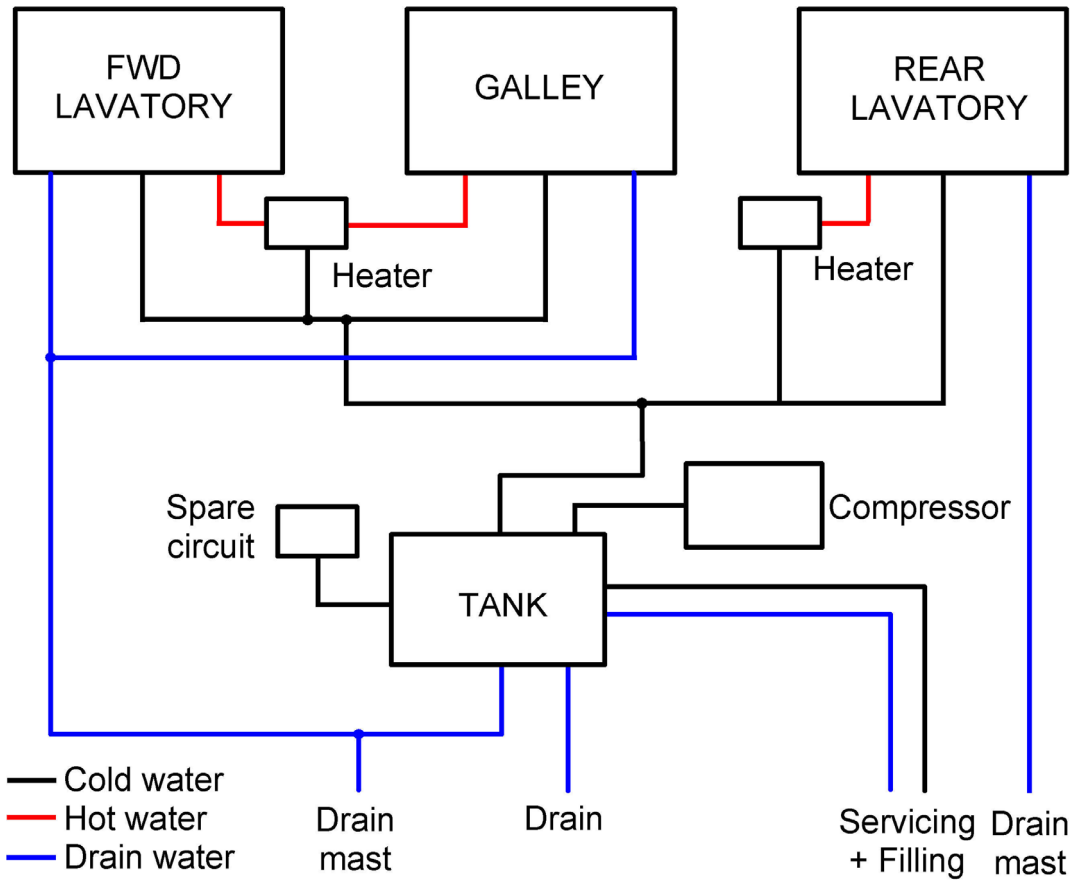 FWD
LAVATORY
GALLEY
REAR
LAVATORY
Heater
Heater
Spare
circuit
Compressor
TANK
Cold water
Hot water
Drain water
Drain
mast
Drain
Servicing
+ Filling
Drain
mast